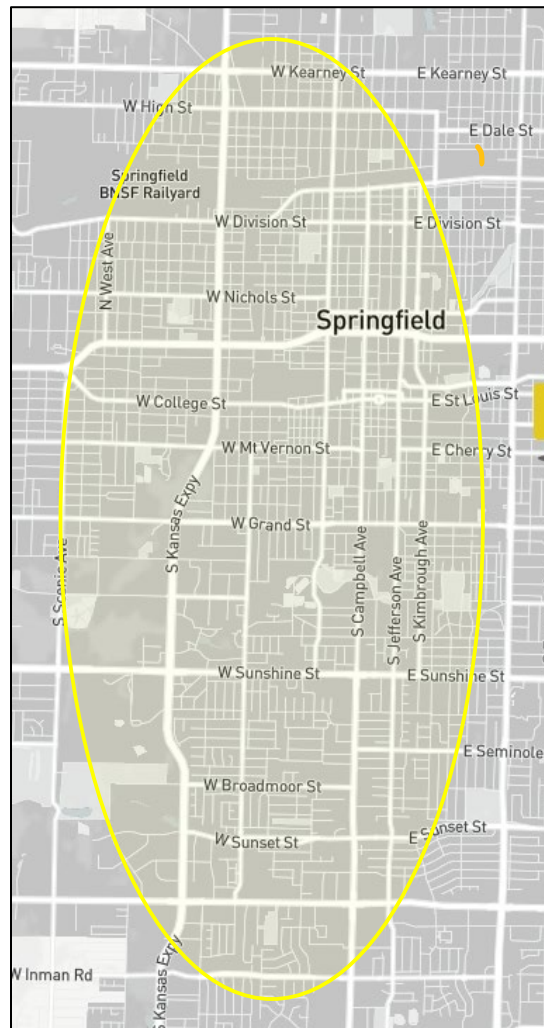 W Kearney St
E Kearney St
W High St
E Dale St
Springfield
BNSF Railyard
W Division St
E Division St
N West Ave
W Nichols St
Springfield
W College St
E St Louis St
W Mt Vernon St
E Cherry St
S Kansas Expy
W Grand St
S Scenic Ave
S Campbell Ave
S Jefferson Ave
S Kimbrough Ave
W Sunshine St
E Sunshine St
E Seminole
W Broadmoor St
W Sunset St
E Sunset St
W Inman Rd
S Kansas Expy